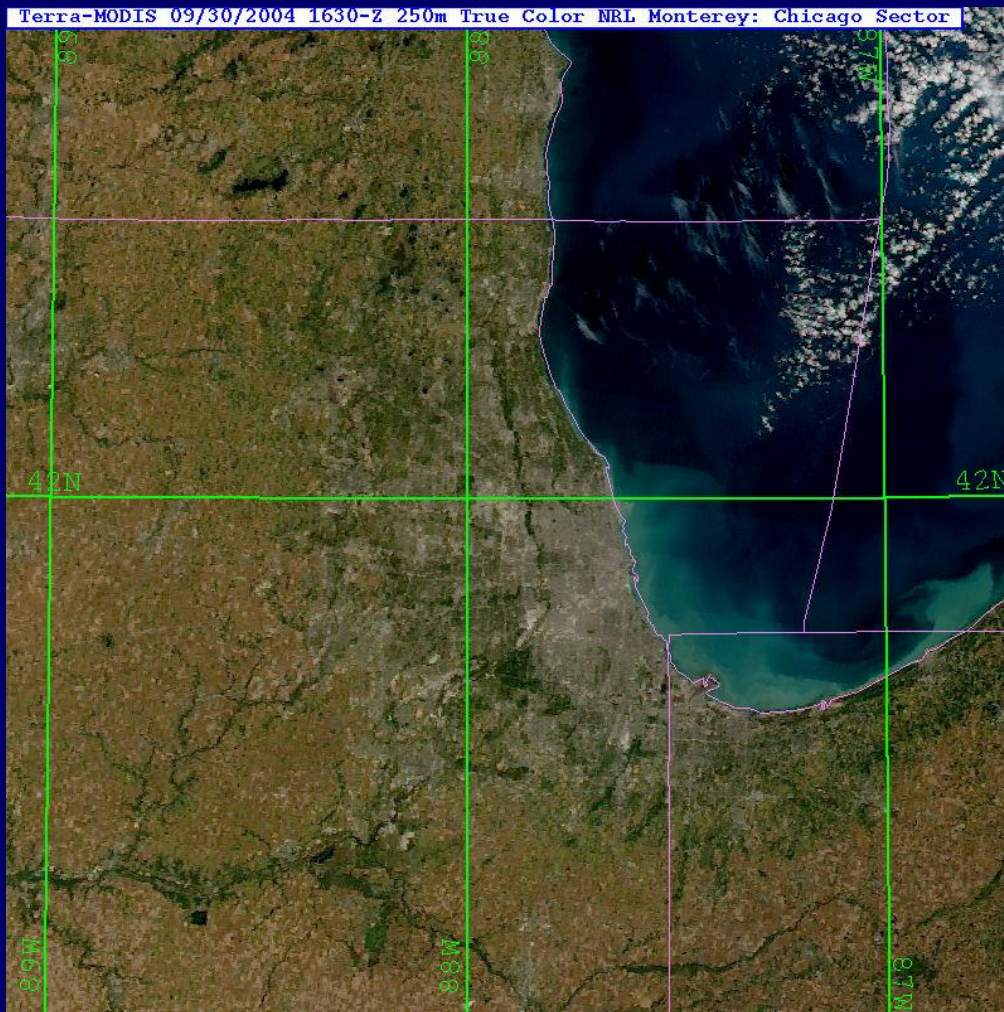 Terra-MODIS 09/30/2004 1630-Z 250m True Color NRL Monterey: Chicago Sector
89
88
87W
42N
42N
89W
88W
87W